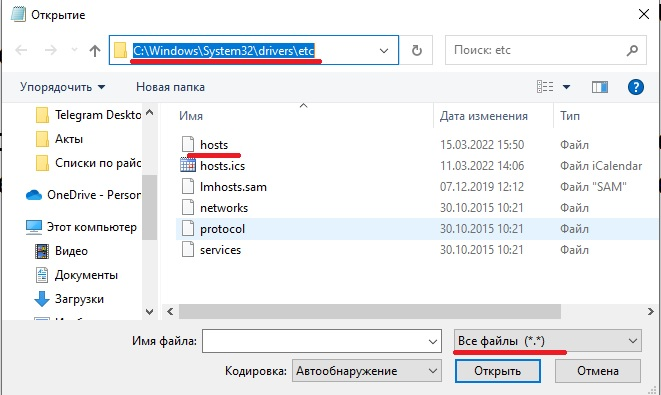 Открытие
C:\Windows\System32\drivers\etc
Поиск: etc
Упорядочить Новая папка
Имя Дата изменения Тип
Telegram Deskto
Акты
Списки по райо
OneDrive - Person
Этот компьютер
Видео
Документы
Загрузки
hosts 15.03.2022 15:50 Файл
hosts.ics 11.03.2022 14:06 Файл iCalendar
lmhosts.sam 07.12.2019 12:12 Файл "SAM"
networks 30.10.2015 10:21 Файл
protocol 30.10.2015 10:21 Файл
services 30.10.2015 10:21 Файл
Имя файла: Все файлы (*.*)
Кодировка: Автообнаружение Открыть Отмена